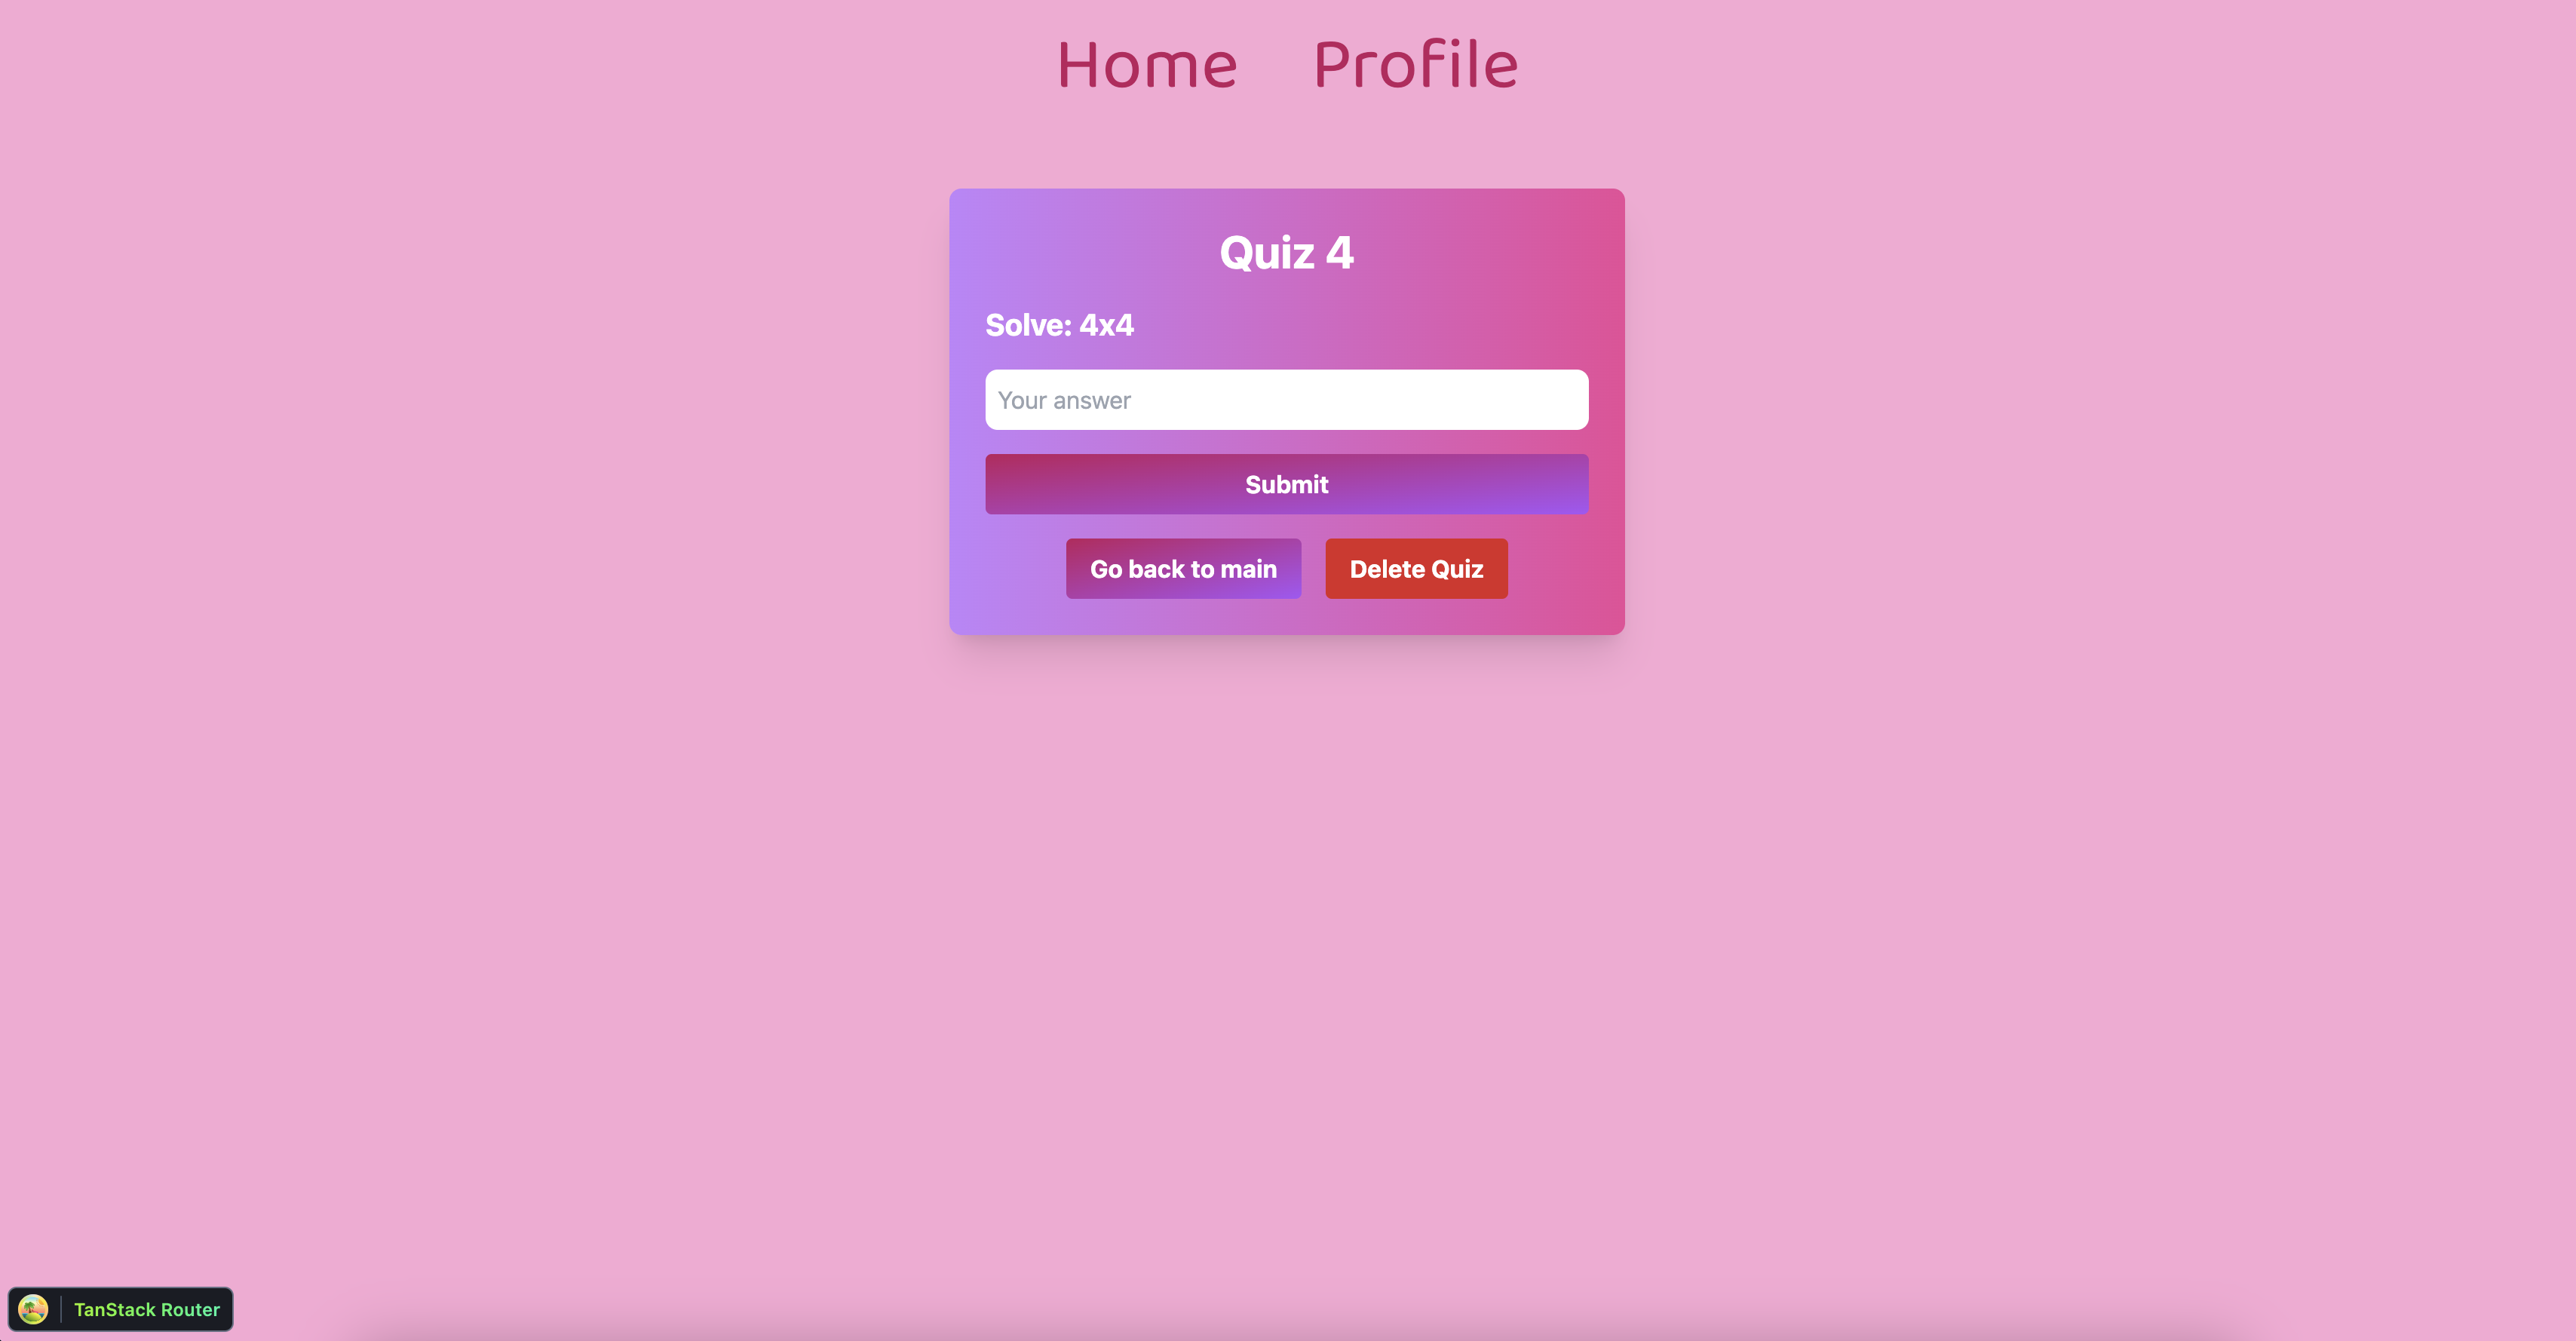 Home Profile
Quiz 4
Solve: 4x4
Your answer
Submit
Go back to main Delete Quiz
TanStack Router